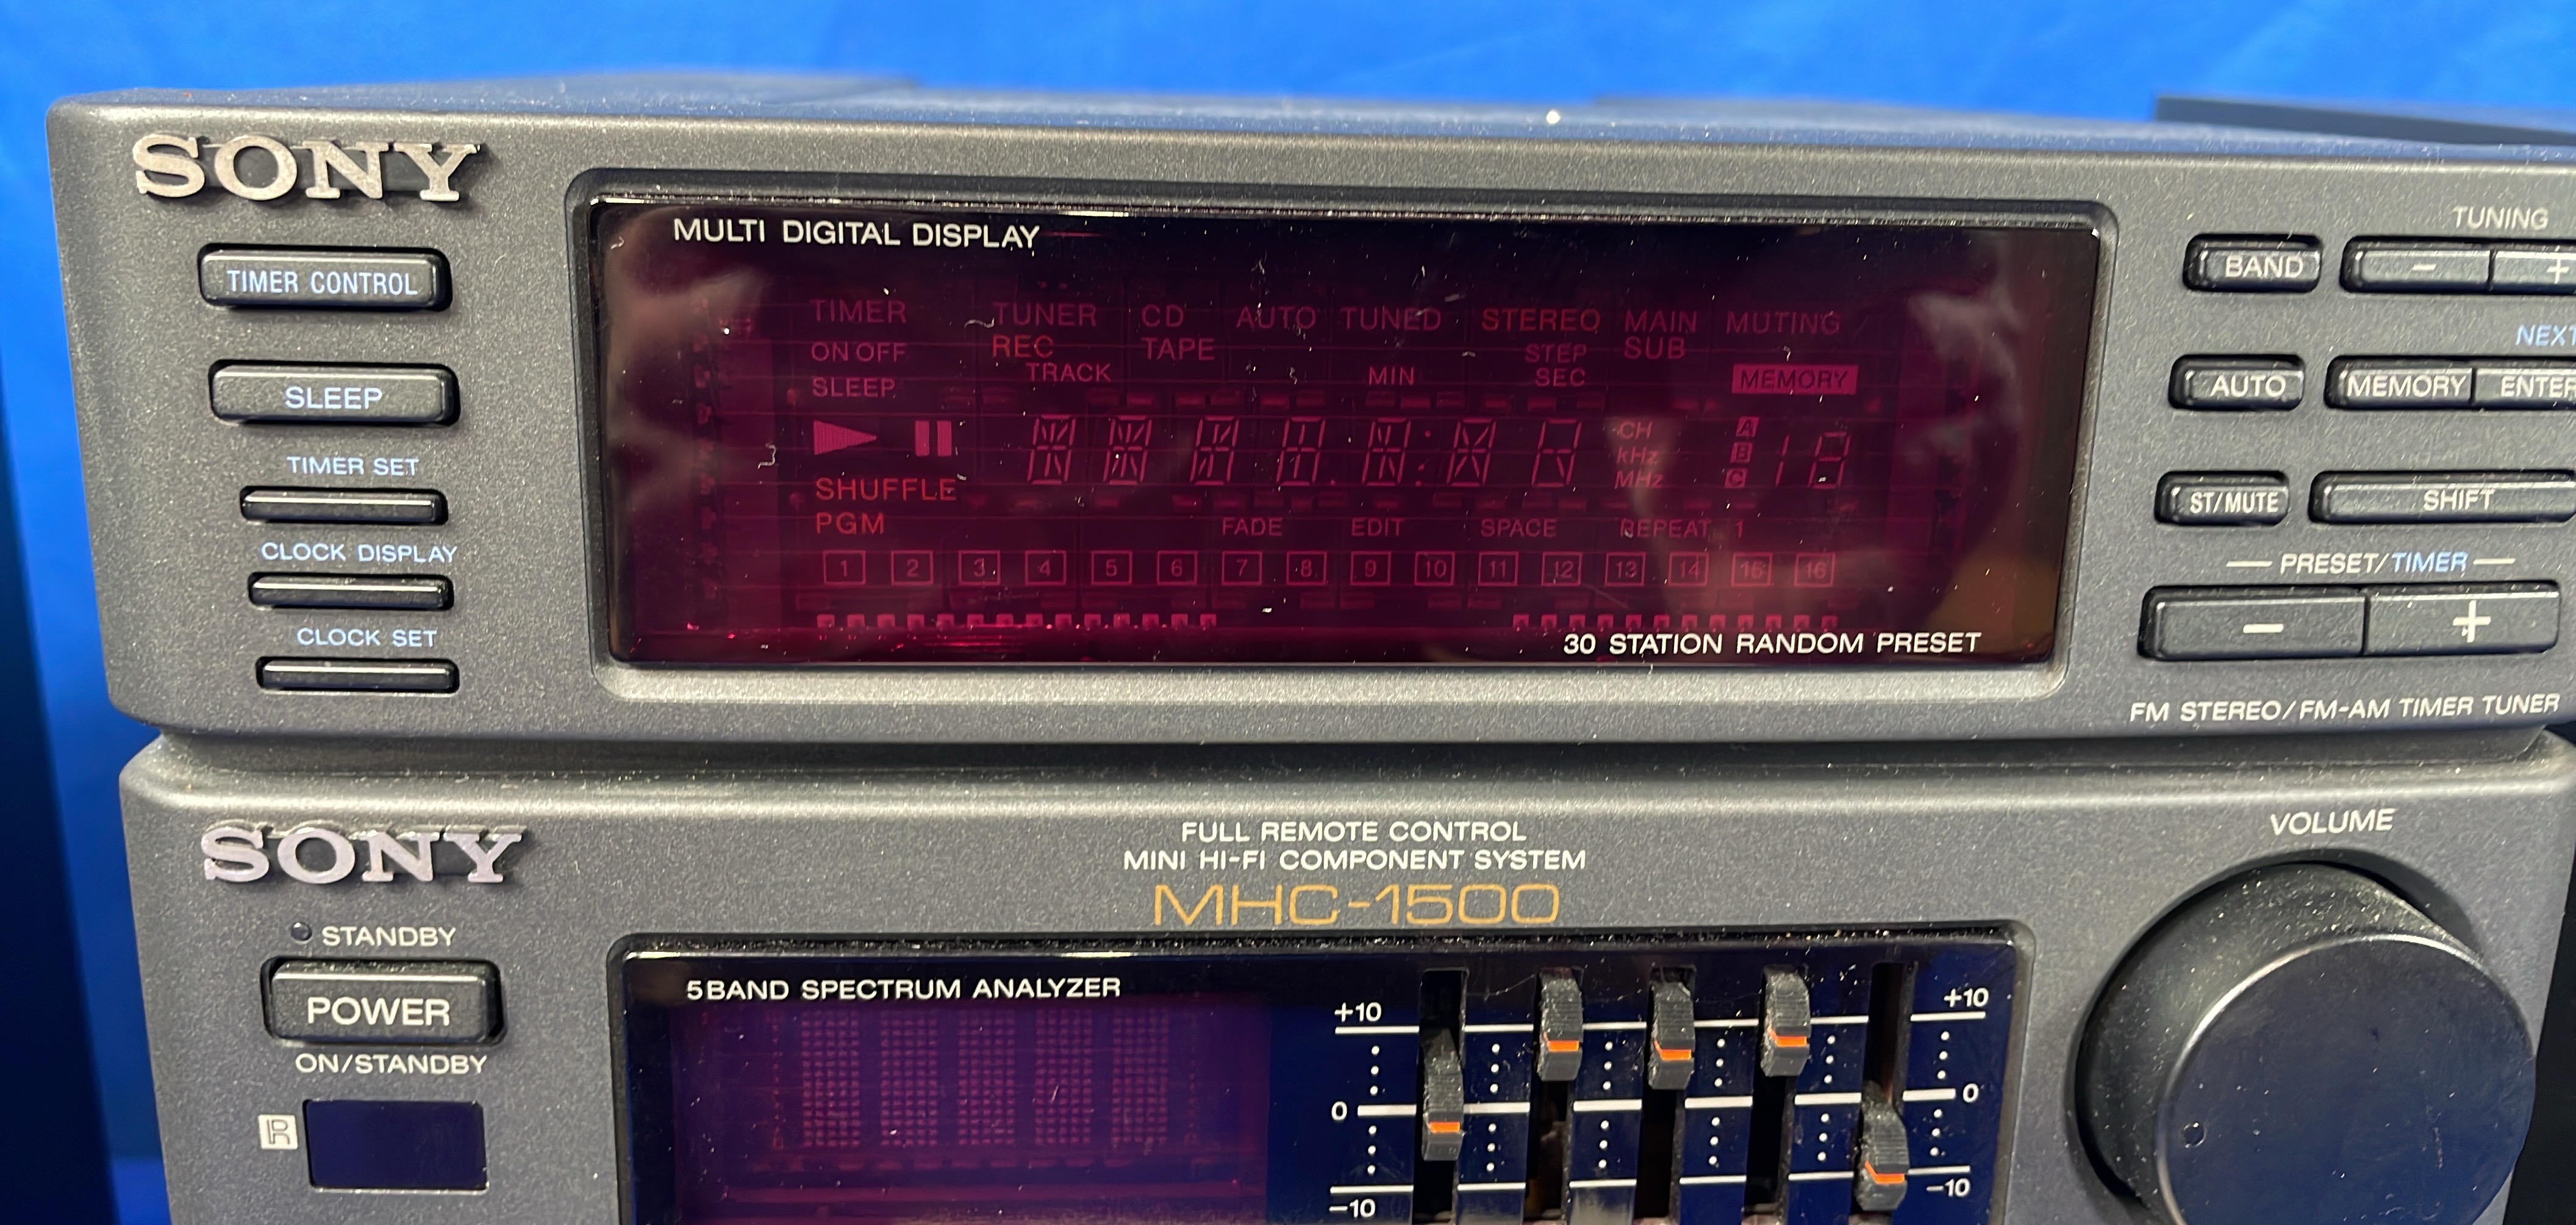 SONY
TIMER CONTROL
SLEEP
TIMER SET
CLOCK DISPLAY
CLOCK SET
MULTI DIGITAL DISPLAY
TIMER TUNER CD AUTO TUNED STEREO MAIN MUTING
ON OFF REC TAPE STEP SUB
SLEEP TRACK MIN SEC MEMORY
CH A
kHz B 18
MHz C
SHUFFLE
PGM FADE EDIT SPACE REPEAT 1
1 2 3 4 5 6 7 8 9 10 11 12 13 14 15 16
30 STATION RANDOM PRESET
TUNING
BAND - +
NEXT
AUTO MEMORY ENTER
ST/MUTE SHIFT
PRESET/TIMER
- +
FM STEREO/FM-AM TIMER TUNER
SONY
FULL REMOTE CONTROL
MINI HI-FI COMPONENT SYSTEM
MHC-1500
VOLUME
STANDBY
POWER
ON/STANDBY
R
5 BAND SPECTRUM ANALYZER
+10 +10
0 0
-10 -10